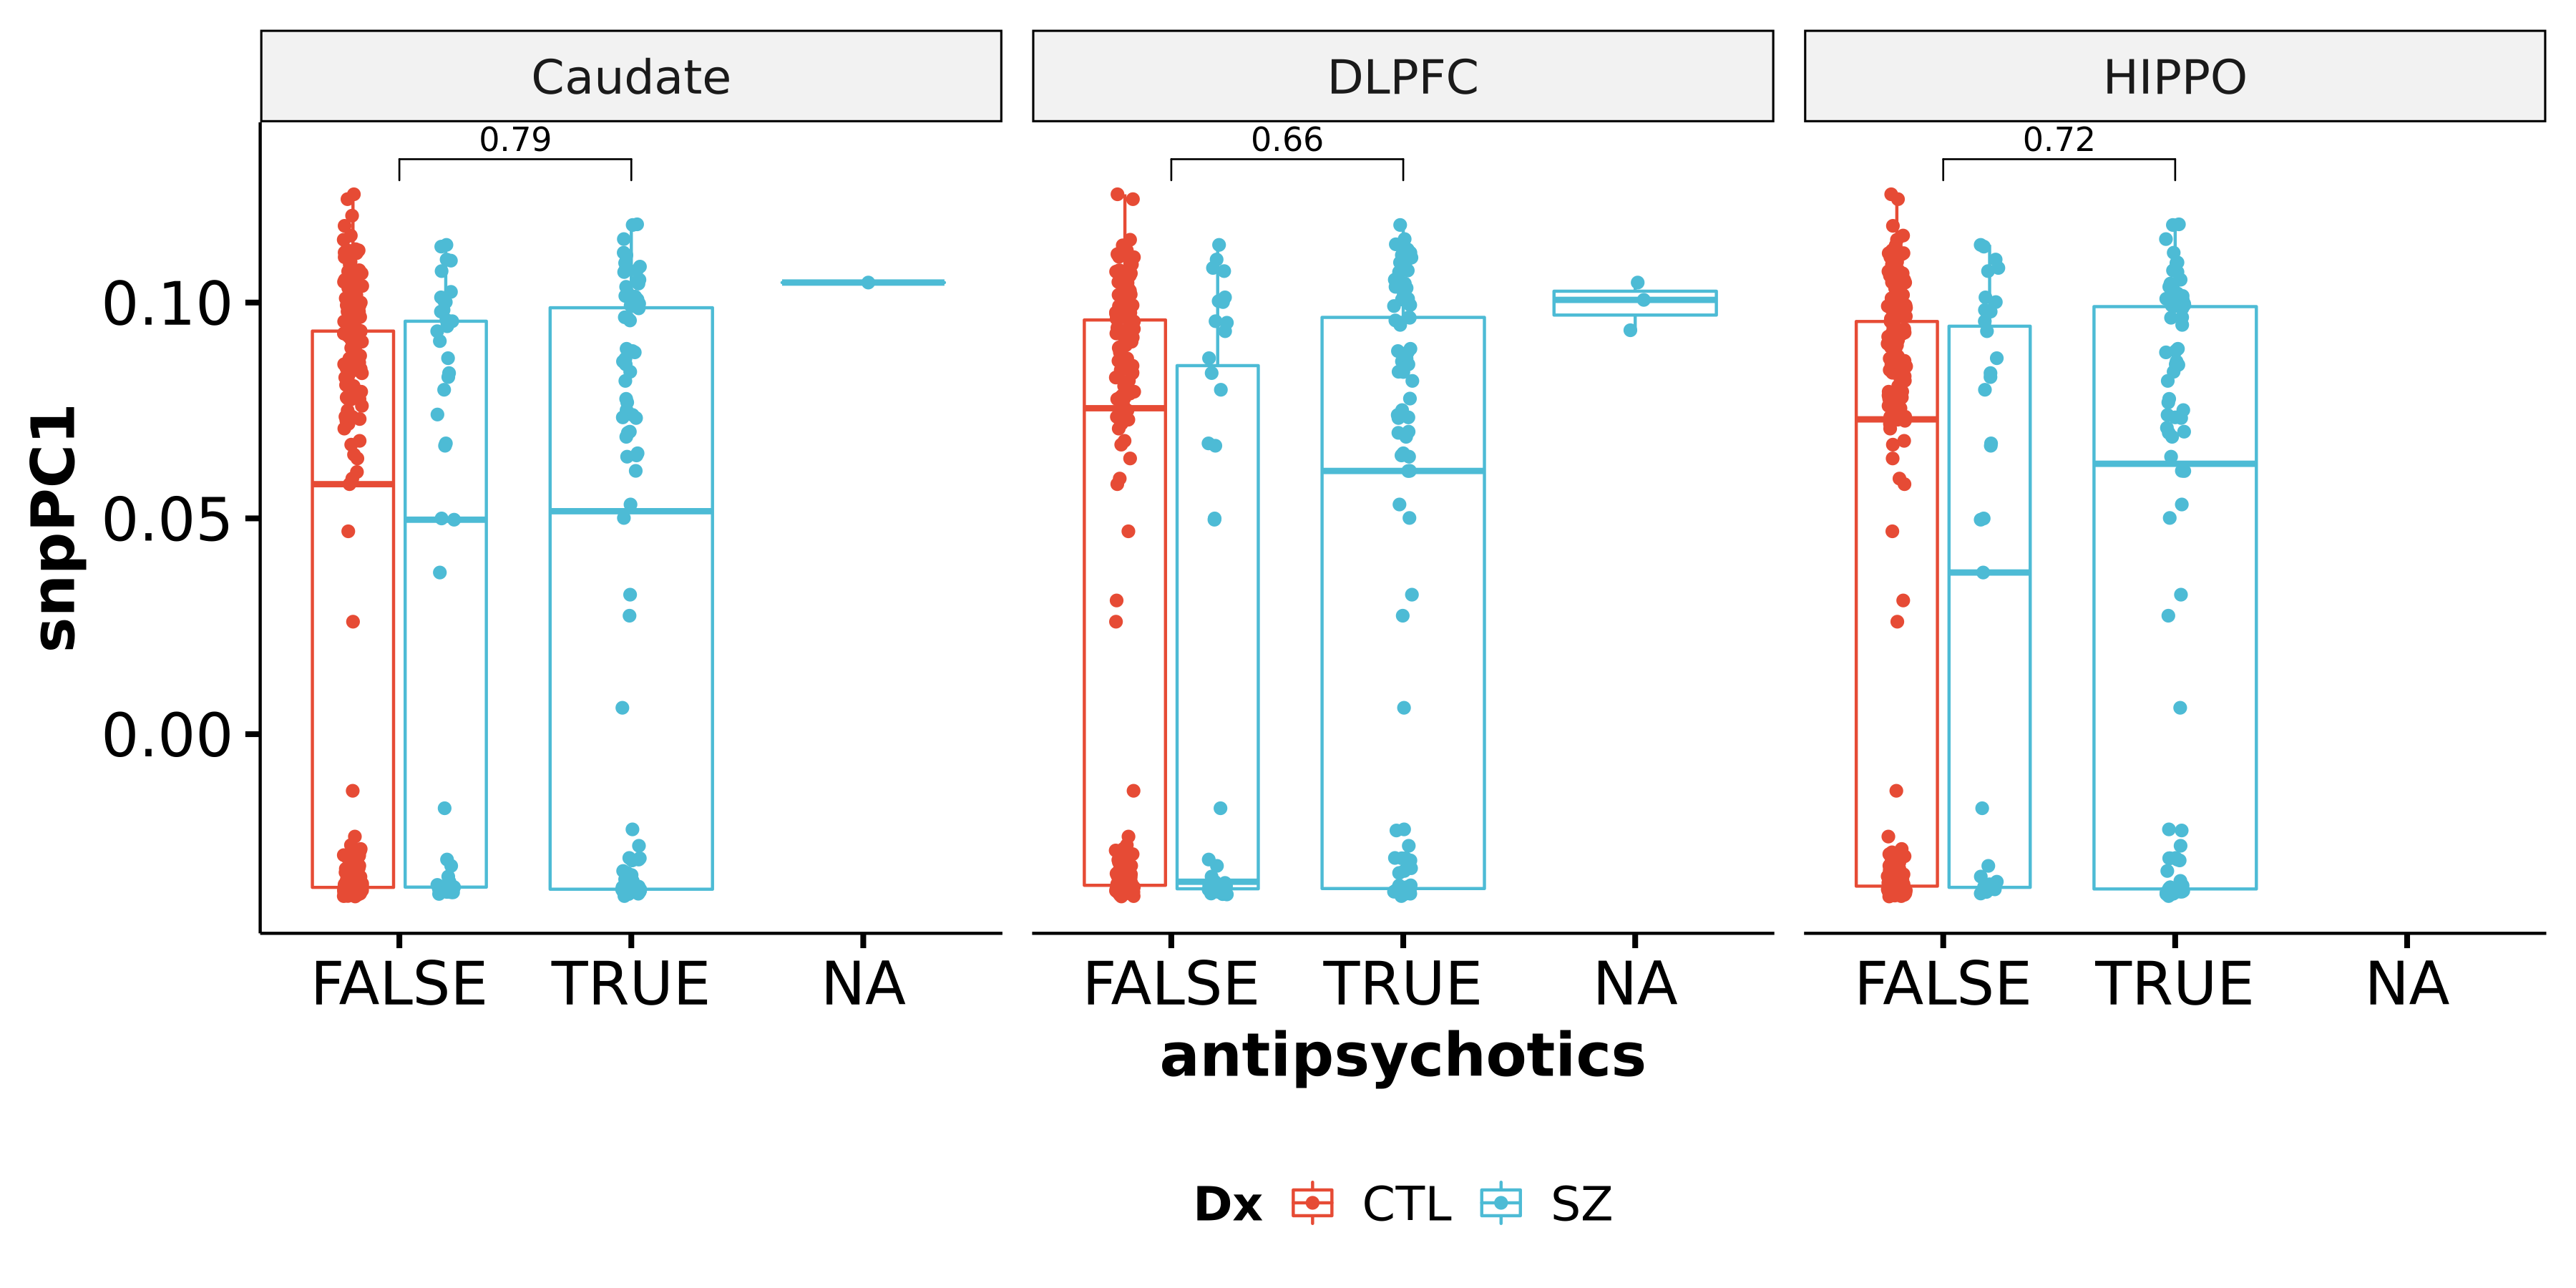 Caudate DLPFC HIPPO
0.79 0.66 0.72
snpPC1
0.10
0.05
0.00
FALSE TRUE NA FALSE TRUE NA FALSE TRUE NA
antipsychotics
Dx CTL SZ